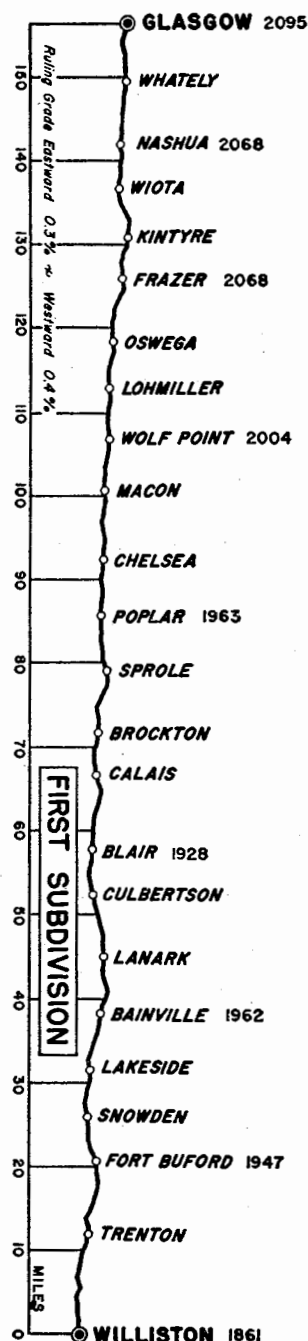 GLASGOW 2095
WHATELY
NASHUA 2068
WIOTA
KINTYRE
FRAZER 2068
OSWEGA
LOHMILLER
WOLF POINT 2004
MACON
CHELSEA
POPLAR 1963
SPROLE
BROCKTON
CALAIS
BLAIR 1928
CULBERTSON
LANARK
BAINVILLE 1962
LAKESIDE
SNOWDEN
FORT BUFORD 1947
TRENTON
WILLISTON 1861
Ruling Grade Eastward 0.3% ~ Westward 0.4%
FIRST SUBDIVISION
150
140
130
120
110
100
90
80
70
60
50
40
30
20
10
0
MILES